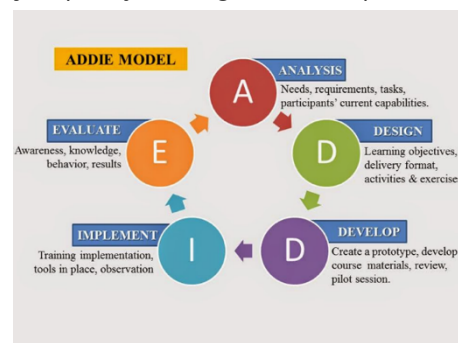 ADDIE MODEL
A
ANALYSIS
Needs, requirements, tasks,
participants' current capabilities.
D
DESIGN
Learning objectives,
delivery format,
activities & exercise
D
DEVELOP
Create a prototype, develop
course materials, review,
pilot session.
I
IMPLEMENT
Training implementation,
tools in place, observation
E
EVALUATE
Awareness, knowledge,
behavior, results